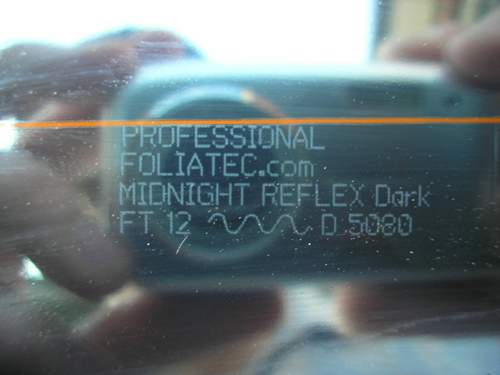 PROFESSIONAL
FOLIATEC.com
MIDNIGHT REFLEX Dark
FT 12 D 5080